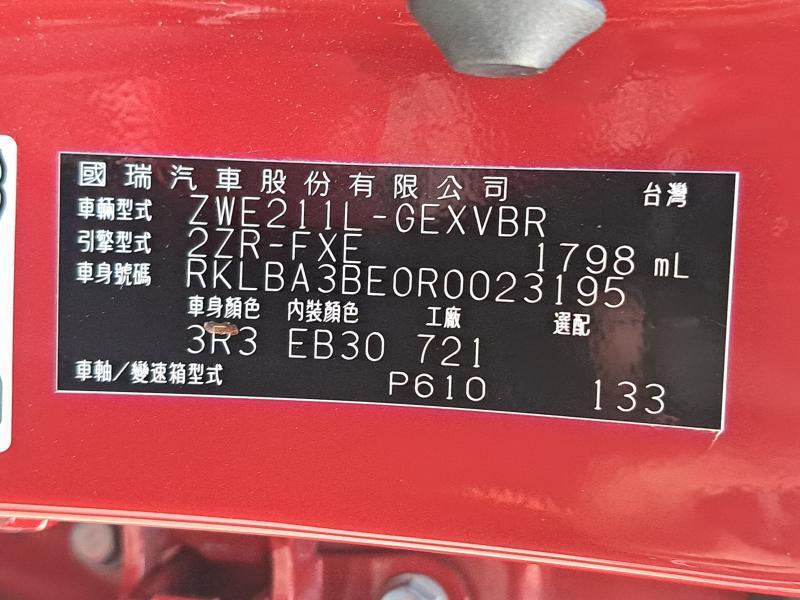 國瑞汽車股份有限公司 台灣
車輛型式 ZWE211L-GEXVBR
引擎型式 2ZR-FXE 1798 mL
車身號碼 RKLBA3BE0R0023195
車身顏色 內裝顏色 工廠 選配
3R3 EB30 721
車軸/變速箱型式 P610 133